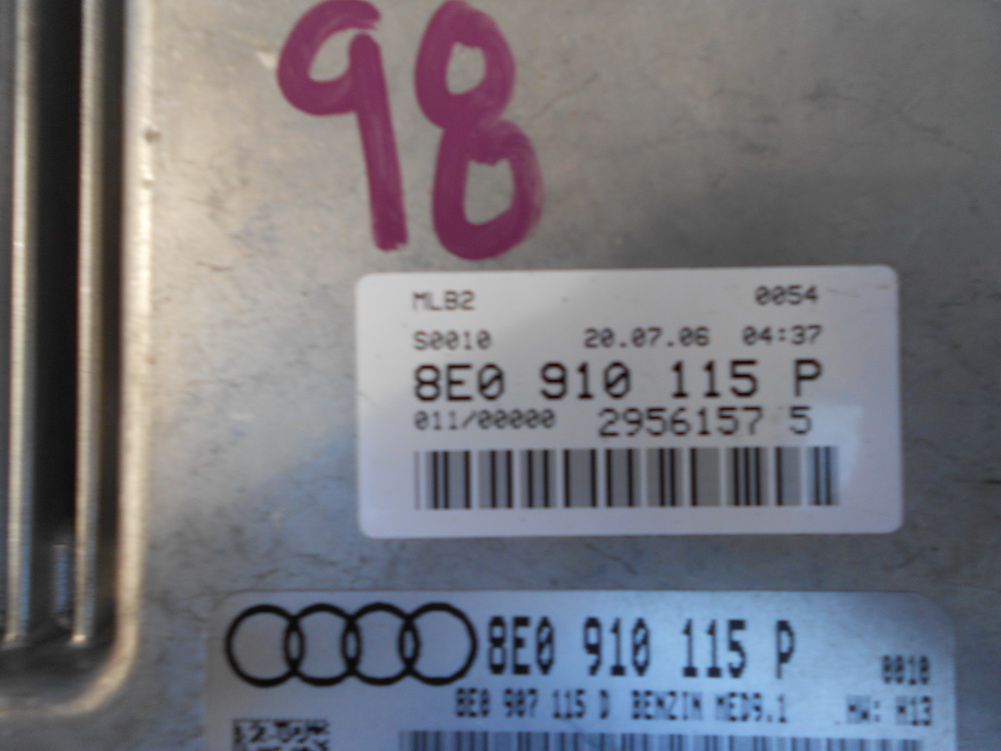 98
MLB2 0054
S0010 20.07.06 04:37
8E0 910 115 P
011/00000 2956157 5
8E0 910 115 P
0010
8E0 907 115 D BENZIN MED9.1 HW: H13